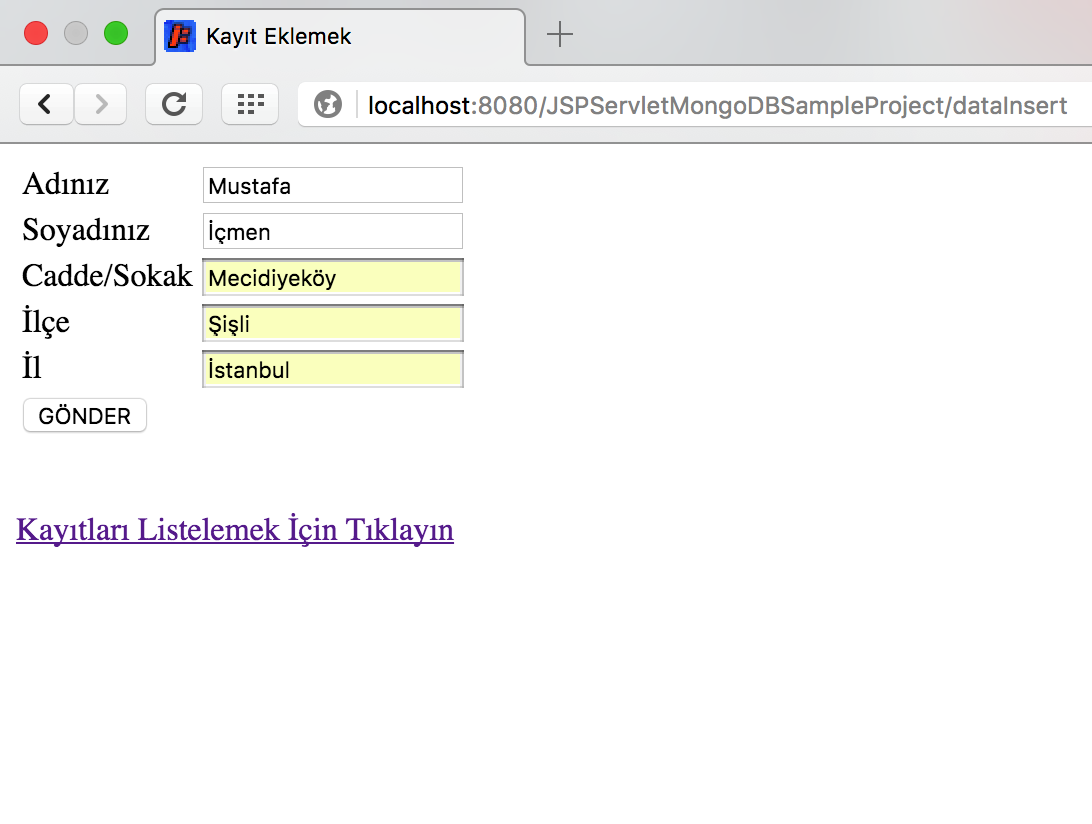 Kayıt Eklemek
localhost:8080/JSPServletMongoDBSampleProject/dataInsert
Adınız Mustafa
Soyadınız İçmen
Cadde/Sokak Mecidiyeköy
İlçe Şişli
İl İstanbul
GÖNDER
Kayıtları Listelemek İçin Tıklayın